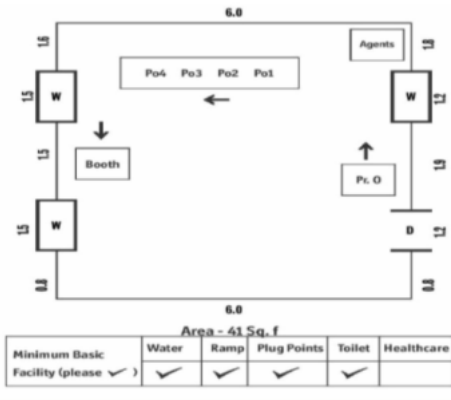 6.0
1.6
Agents
1.8
Po4 Po3 Po2 Po1
1.5
W
W
1.2
1.5
Booth
Pr. O
1.9
1.5
W
D
1.2
0.8
0.8
6.0
Area - 41 Sq. f
Minimum Basic Facility (please ✓) Water Ramp Plug Points Toilet Healthcare
✓ ✓ ✓ ✓